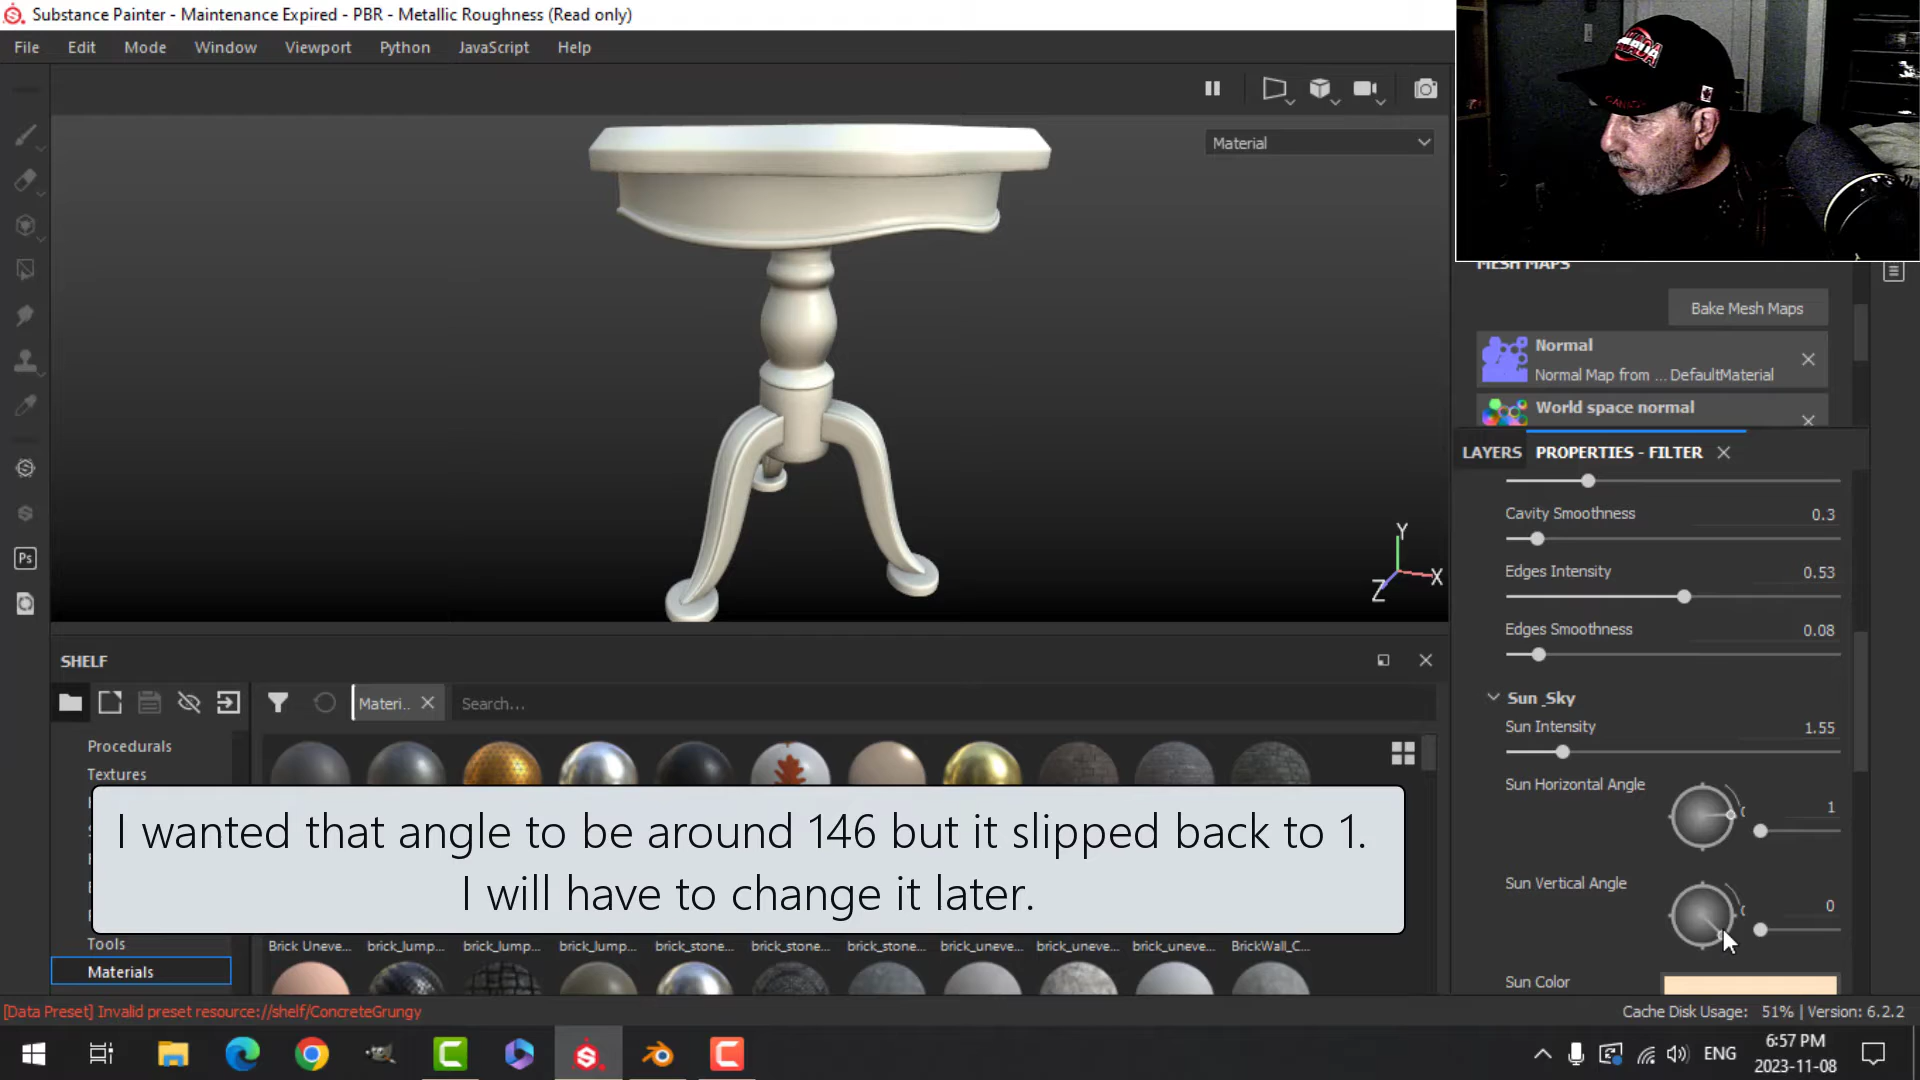 Substance Painter - Maintenance Expired - PBR - Metallic Roughness (Read only)
File Edit Mode Window Viewport Python JavaScript Help
Material
CANADA
MESH MAPS
Bake Mesh Maps
Normal
Normal Map from ... DefaultMaterial
World space normal
LAYERS PROPERTIES - FILTER
Cavity Smoothness 0.3
Edges Intensity 0.53
Edges Smoothness 0.08
Sun_Sky
Sun Intensity 1.55
Sun Horizontal Angle 1
Sun Vertical Angle 0
Sun Color
Y
X
Z
Ps
SHELF
Materi.. Search...
Procedurals
Textures
I wanted that angle to be around 146 but it slipped back to 1.
I will have to change it later.
Tools
Materials
Brick Uneve... brick_lump... brick_lump... brick_lump... brick_stone... brick_stone... brick_stone... brick_uneve... brick_uneve... brick_uneve... BrickWall_C...
[Data Preset] Invalid preset resource://shelf/ConcreteGrungy
Cache Disk Usage: 51% | Version: 6.2.2
ENG
6:57 PM
2023-11-08